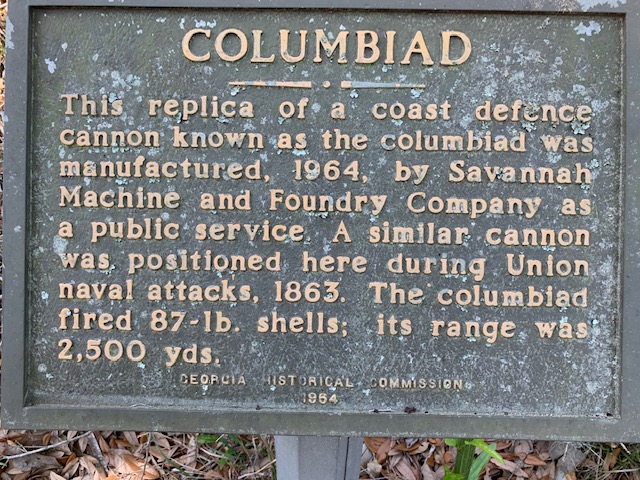 COLUMBIAD
This replica of a coast defence
cannon known as the columbiad was
manufactured, 1964, by Savannah
Machine and Foundry Company as
a public service. A similar cannon
was positioned here during Union
naval attacks, 1863. The columbiad
fired 87-lb. shells; its range was
2,500 yds.
GEORGIA HISTORICAL COMMISSION
1964